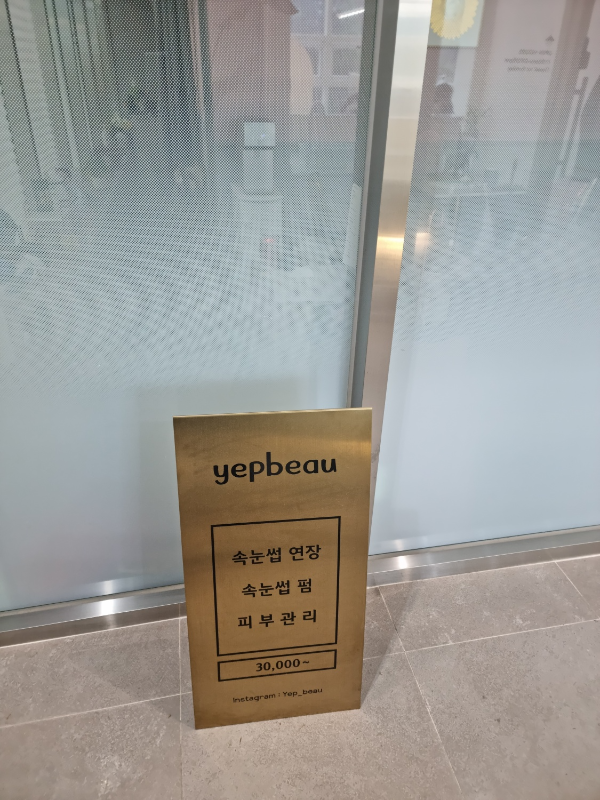 yepbeau
속눈썹 연장
속눈썹 펌
피부관리
30,000~
Instagram : Yep_beau